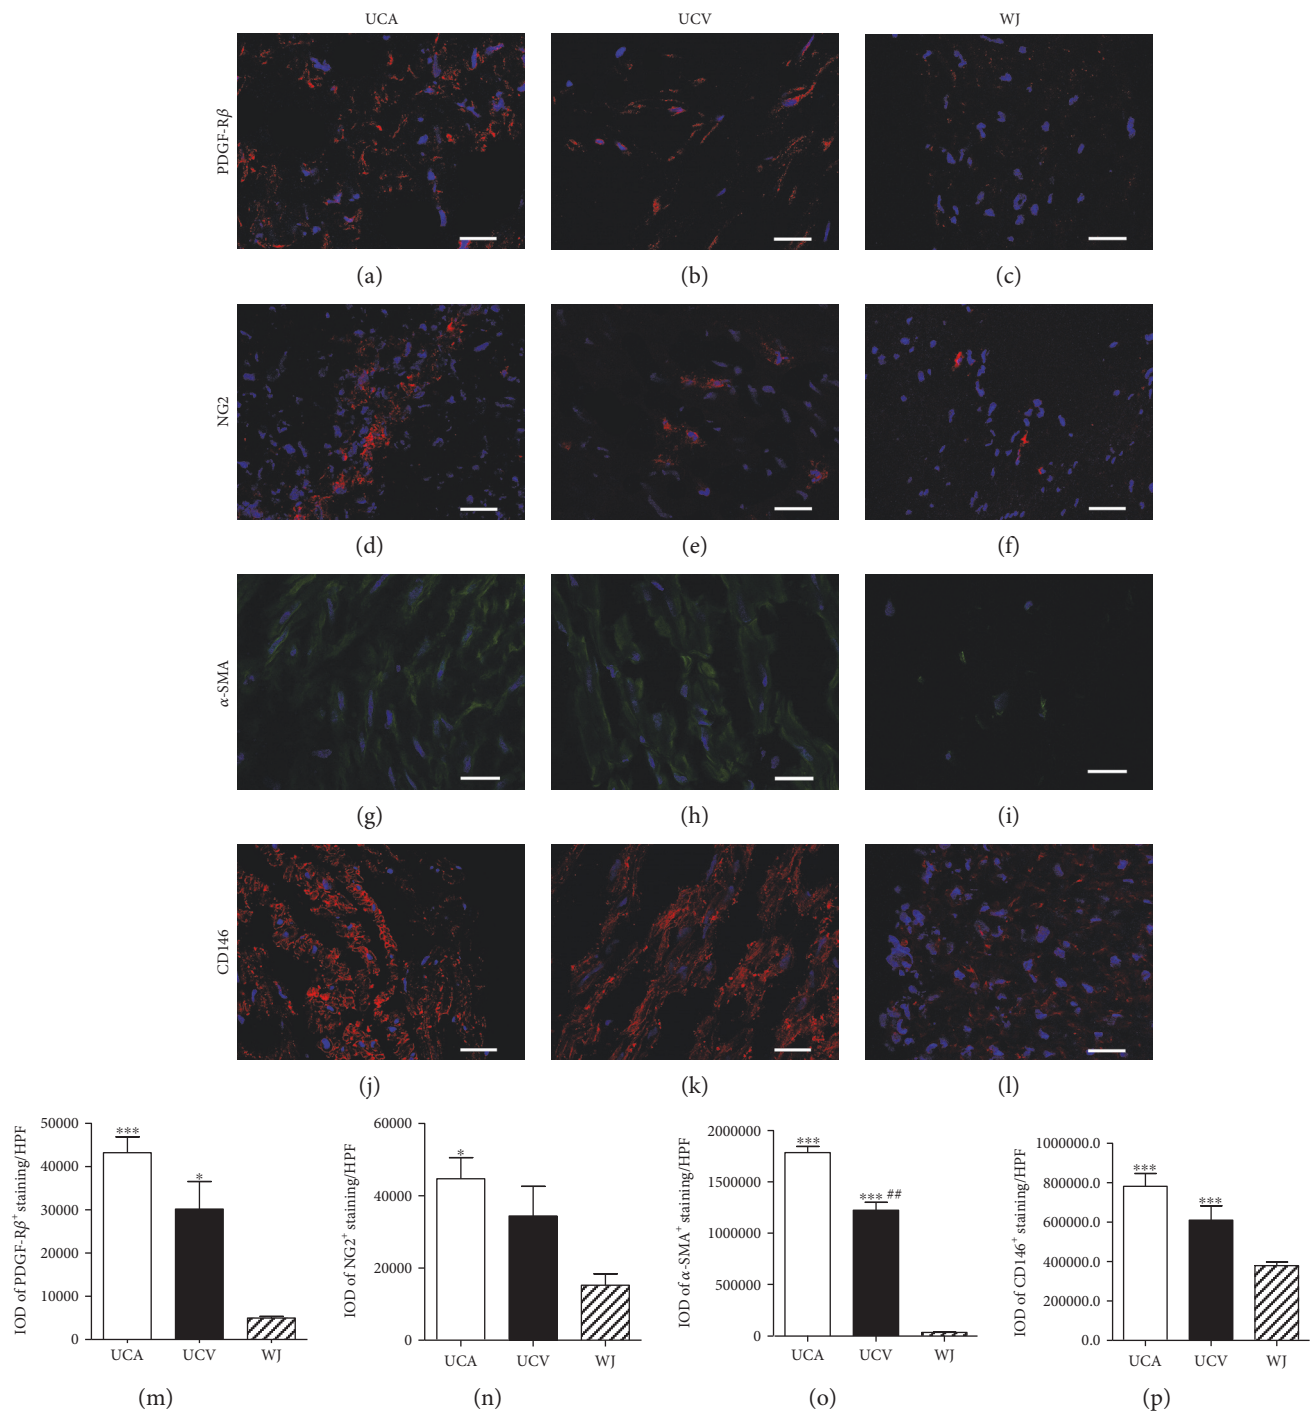 UCA UCV WJ
PDGF-Rβ
(a) (b) (c)
NG2
(d) (e) (f)
α-SMA
(g) (h) (i)
CD146
(j) (k) (l)
IOD of PDGF-Rβ⁺ staining/HPF
50000
40000
30000
20000
10000
0
***
*
UCA UCV WJ
(m)
IOD of NG2⁺ staining/HPF
60000
40000
20000
0
*
UCA UCV WJ
(n)
IOD of α-SMA⁺ staining/HPF
2000000
1500000
1000000
500000
0
***
*** ##
UCA UCV WJ
(o)
IOD of CD146⁺ staining/HPF
1000000.0
800000.0
600000.0
400000.0
200000.0
0.0
***
***
UCA UCV WJ
(p)